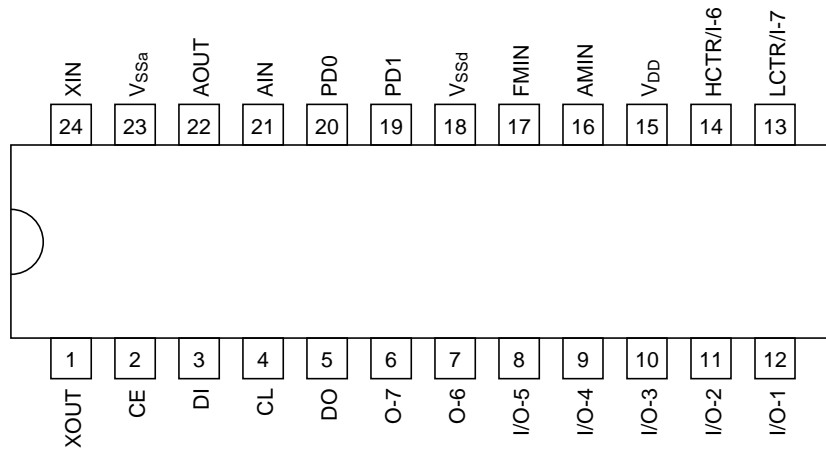 XIN VSSa AOUT AIN PD0 PD1 VSSd FMIN AMIN VDD HCTR/I-6 LCTR/I-7
24 23 22 21 20 19 18 17 16 15 14 13
1 2 3 4 5 6 7 8 9 10 11 12
XOUT CE DI CL DO O-7 O-6 I/O-5 I/O-4 I/O-3 I/O-2 I/O-1